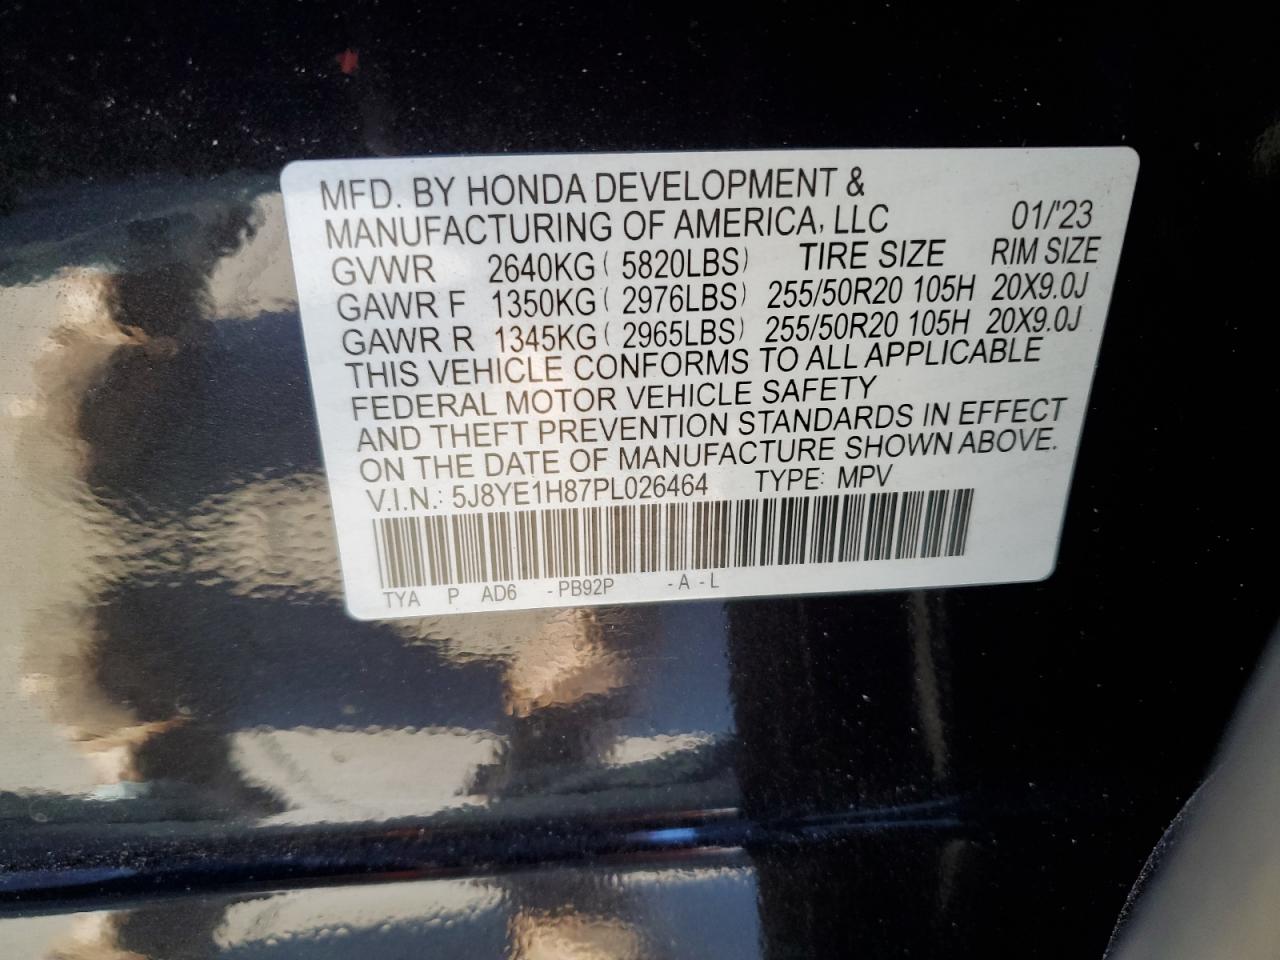 MFD. BY HONDA DEVELOPMENT &
MANUFACTURING OF AMERICA, LLC 01/'23
GVWR 2640KG ( 5820LBS) TIRE SIZE RIM SIZE
GAWR F 1350KG ( 2976LBS) 255/50R20 105H 20X9.0J
GAWR R 1345KG ( 2965LBS) 255/50R20 105H 20X9.0J
THIS VEHICLE CONFORMS TO ALL APPLICABLE
FEDERAL MOTOR VEHICLE SAFETY
AND THEFT PREVENTION STANDARDS IN EFFECT
ON THE DATE OF MANUFACTURE SHOWN ABOVE.
V.I.N.: 5J8YE1H87PL026464 TYPE: MPV
TYA P AD6 - PB92P - A - L